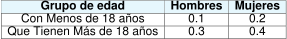 Grupo de edad Hombres Mujeres
Con Menos de 18 años 0.1 0.2
Que Tienen Más de 18 años 0.3 0.4